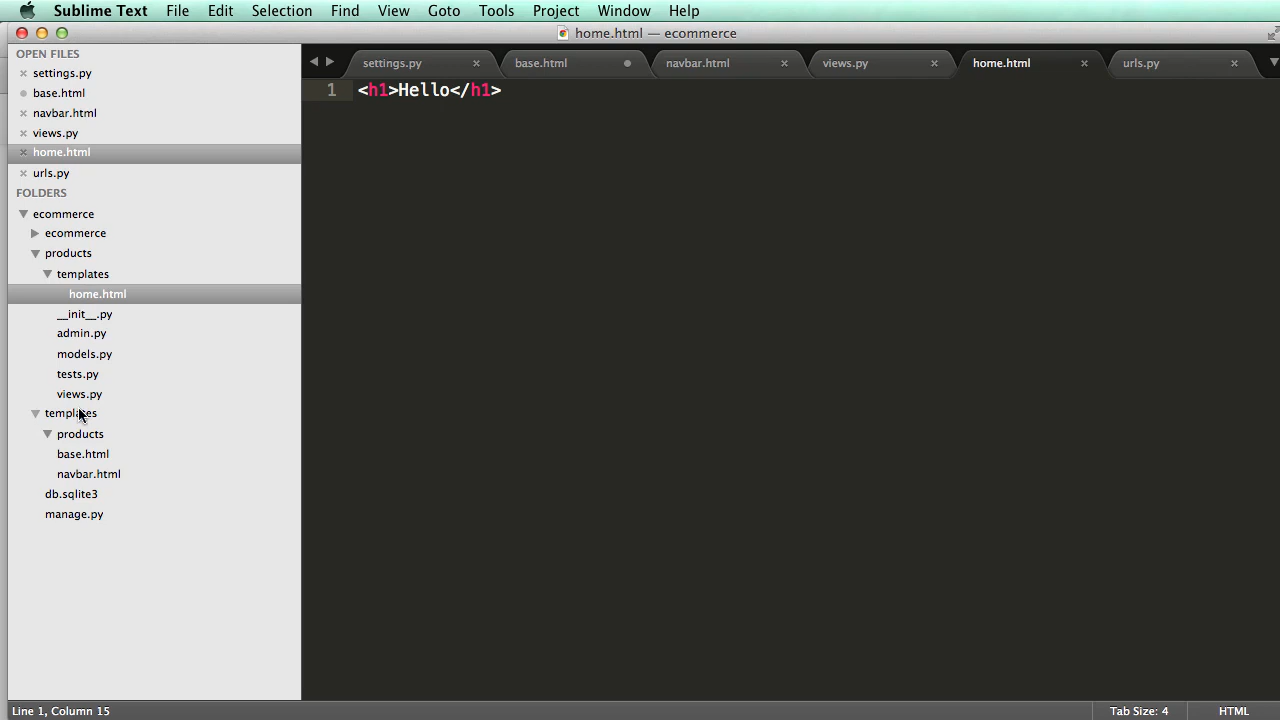 Sublime Text File Edit Selection Find View Goto Tools Project Window Help
home.html — ecommerce
OPEN FILES
settings.py
base.html
navbar.html
views.py
home.html
urls.py
FOLDERS
ecommerce
ecommerce
products
templates
home.html
__init__.py
admin.py
models.py
tests.py
views.py
templates
products
base.html
navbar.html
db.sqlite3
manage.py
settings.py base.html navbar.html views.py home.html urls.py
1 <h1>Hello</h1>
Line 1, Column 15 Tab Size: 4 HTML